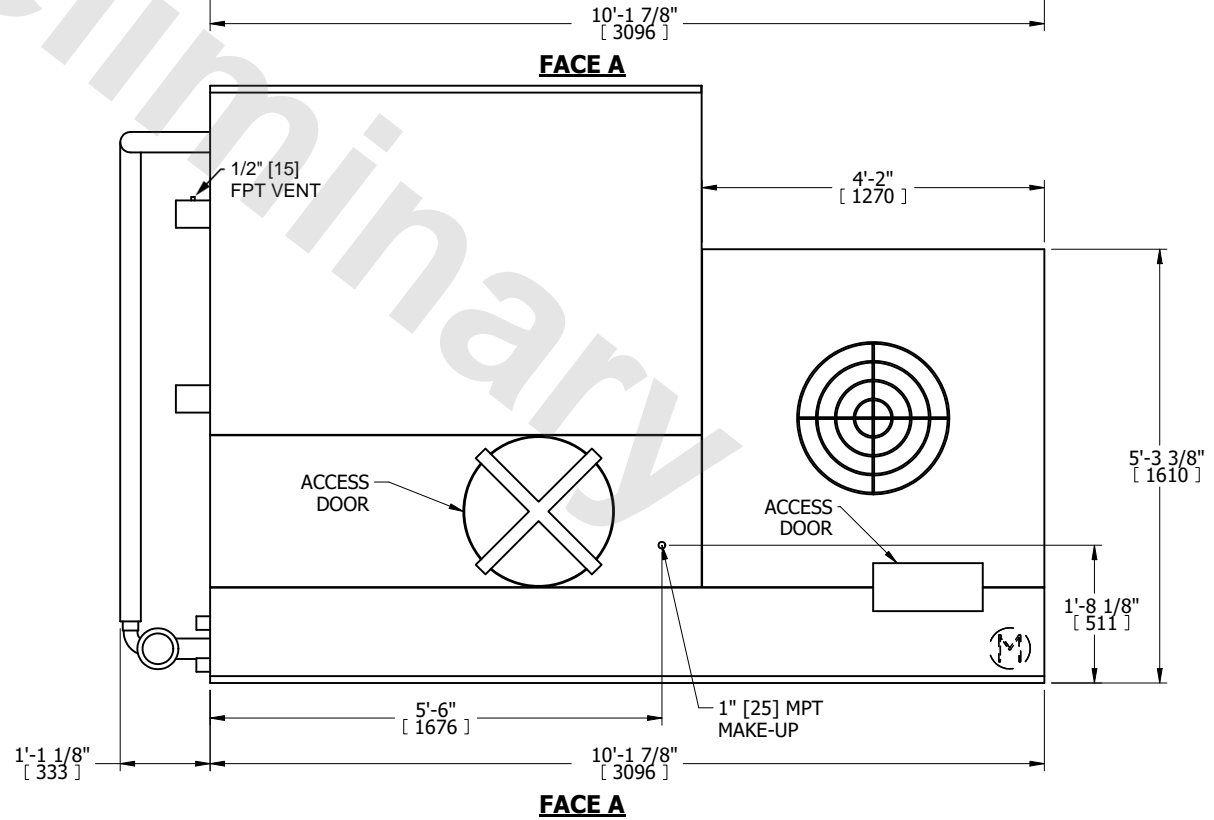 10'-1 7/8"
[ 3096 ]
FACE A
1/2" [15]
FPT VENT
4'-2"
[ 1270 ]
ACCESS
DOOR
ACCESS
DOOR
5'-3 3/8"
[ 1610 ]
1'-8 1/8"
[ 511 ]
M
5'-6"
[ 1676 ]
1" [25] MPT
MAKE-UP
1'-1 1/8"
[ 333 ]
10'-1 7/8"
[ 3096 ]
FACE A
eliminary